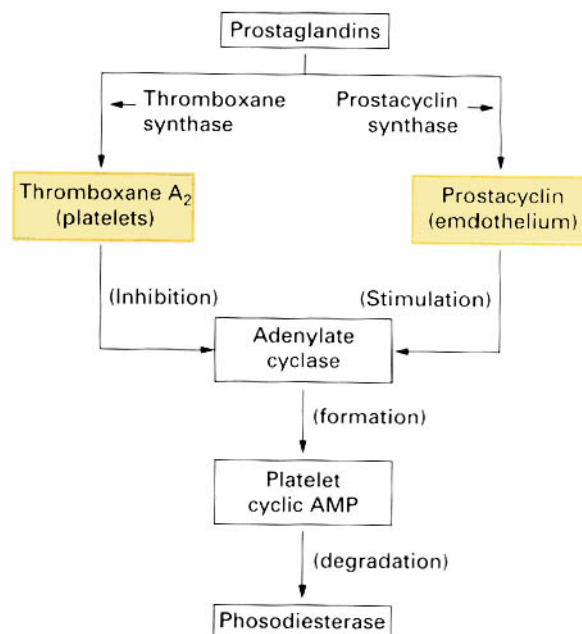 Prostaglandins
Thromboxane
synthase
Prostacyclin
synthase
Thromboxane A₂
(platelets)
Prostacyclin
(emdothelium)
(Inhibition)
(Stimulation)
Adenylate
cyclase
(formation)
Platelet
cyclic AMP
(degradation)
Phosodiesterase